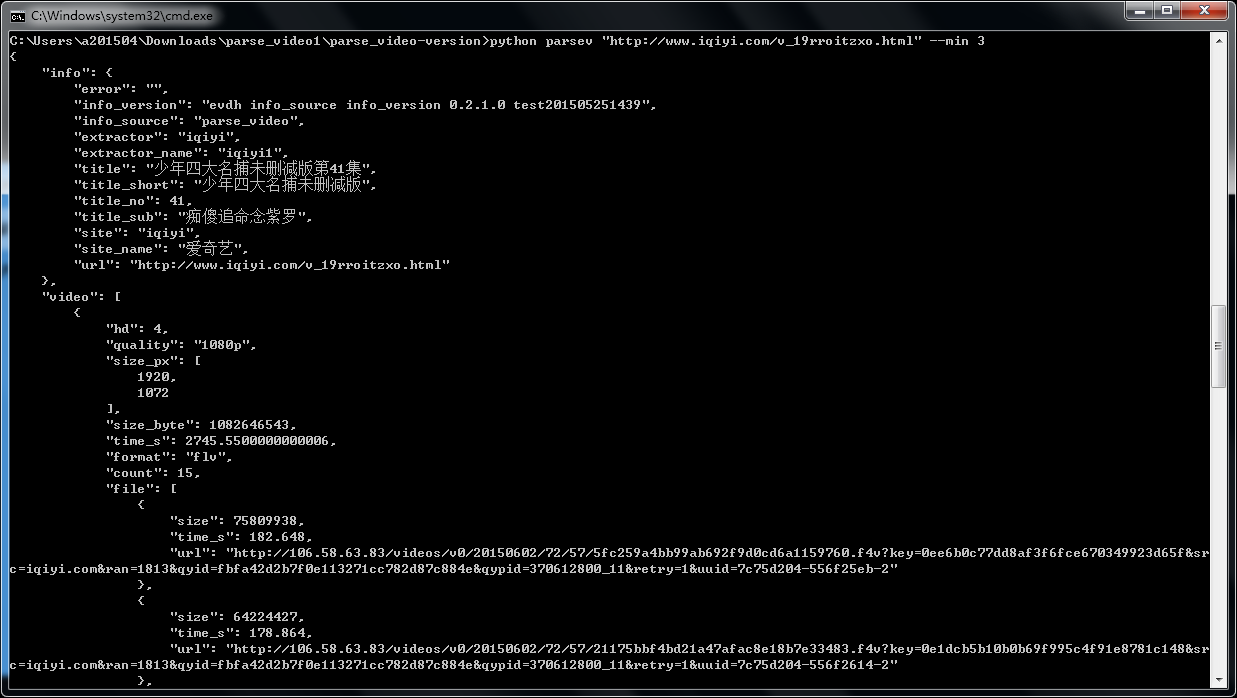 C:\Windows\system32\cmd.exe
C:\Users\a201504\Downloads\parse_video1\parse_video-version>python parsev "http://www.iqiyi.com/v_19rroitzxo.html" --min 3
{
"info": {
"error": "",
"info_version": "evdh info_source info_version 0.2.1.0 test201505251439",
"info_source": "parse_video",
"extractor": "iqiyi",
"extractor_name": "iqiyi1",
"title": "少年四大名捕未删减版第41集",
"title_short": "少年四大名捕未删减版",
"title_no": 41,
"title_sub": "痴傻追命念紫罗",
"site": "iqiyi",
"site_name": "爱奇艺",
"url": "http://www.iqiyi.com/v_19rroitzxo.html"
},
"video": [
{
"hd": 4,
"quality": "1080p",
"size_px": [
1920,
1072
],
"size_byte": 1082646543,
"time_s": 2745.5500000000006,
"format": "flv",
"count": 15,
"file": [
{
"size": 75809938,
"time_s": 182.648,
"url": "http://106.58.63.83/videos/v0/20150602/72/57/5fc259a4bb99ab692f9d0cd6a1159760.f4v?key=0ee6b0c77dd8af3f6fce670349923d65f&sr
c=iqiyi.com&ran=1813&qyid=fbfa42d2b7f0e113271cc782d87c884e&qypid=370612800_11&retry=1&uuid=7c75d204-556f25eb-2"
},
{
"size": 64224427,
"time_s": 178.864,
"url": "http://106.58.63.83/videos/v0/20150602/72/57/21175bbf4bd21a47afac8e18b7e33483.f4v?key=0e1dcb5b10b0b69f995c4f91e8781c148&sr
c=iqiyi.com&ran=1813&qyid=fbfa42d2b7f0e113271cc782d87c884e&qypid=370612800_11&retry=1&uuid=7c75d204-556f2614-2"
},